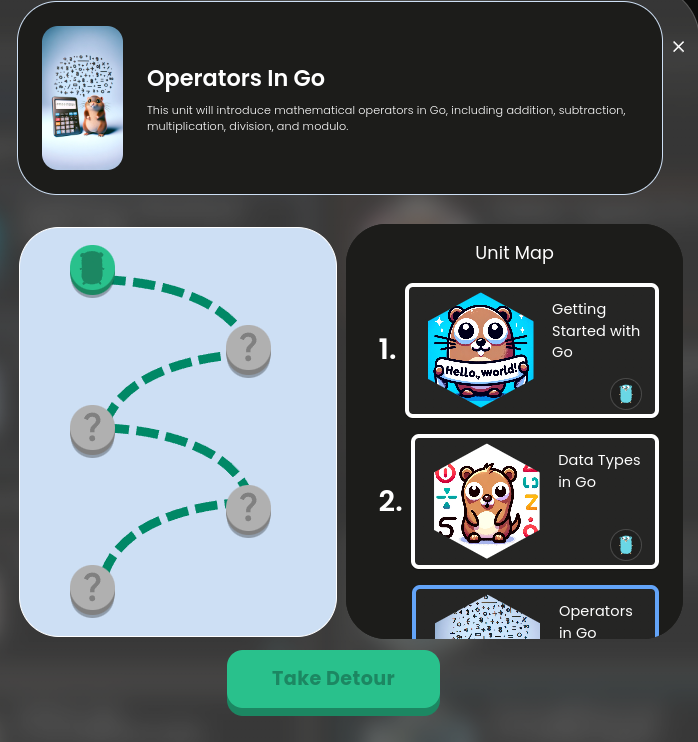 Operators In Go
This unit will introduce mathematical operators in Go, including addition, subtraction,
multiplication, division, and modulo.
?
?
?
?
Unit Map
1.
Hello, world!
Getting
Started with
Go
2.
5
Data Types
in Go
Operators
in Go
Take Detour